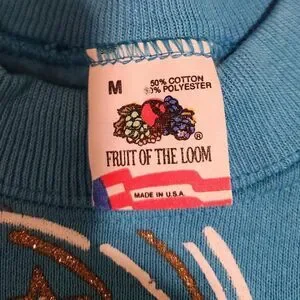 M 50% COTTON
50% POLYESTER
®
FRUIT OF THE LOOM
MADE IN U.S.A.